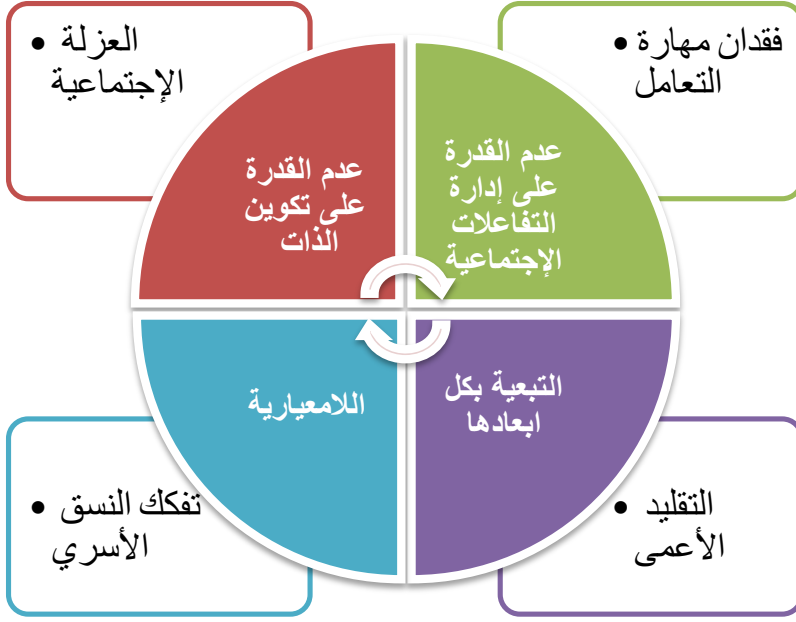 فقدان مهارة
التعامل
عدم القدرة
على إدارة
التفاعلات
الإجتماعية
العزلة
الإجتماعية
عدم القدرة
على تكوين
الذات
التبعية بكل
ابعادها
التقليد
الأعمى
اللامعيارية
تفكك النسق
الأسري